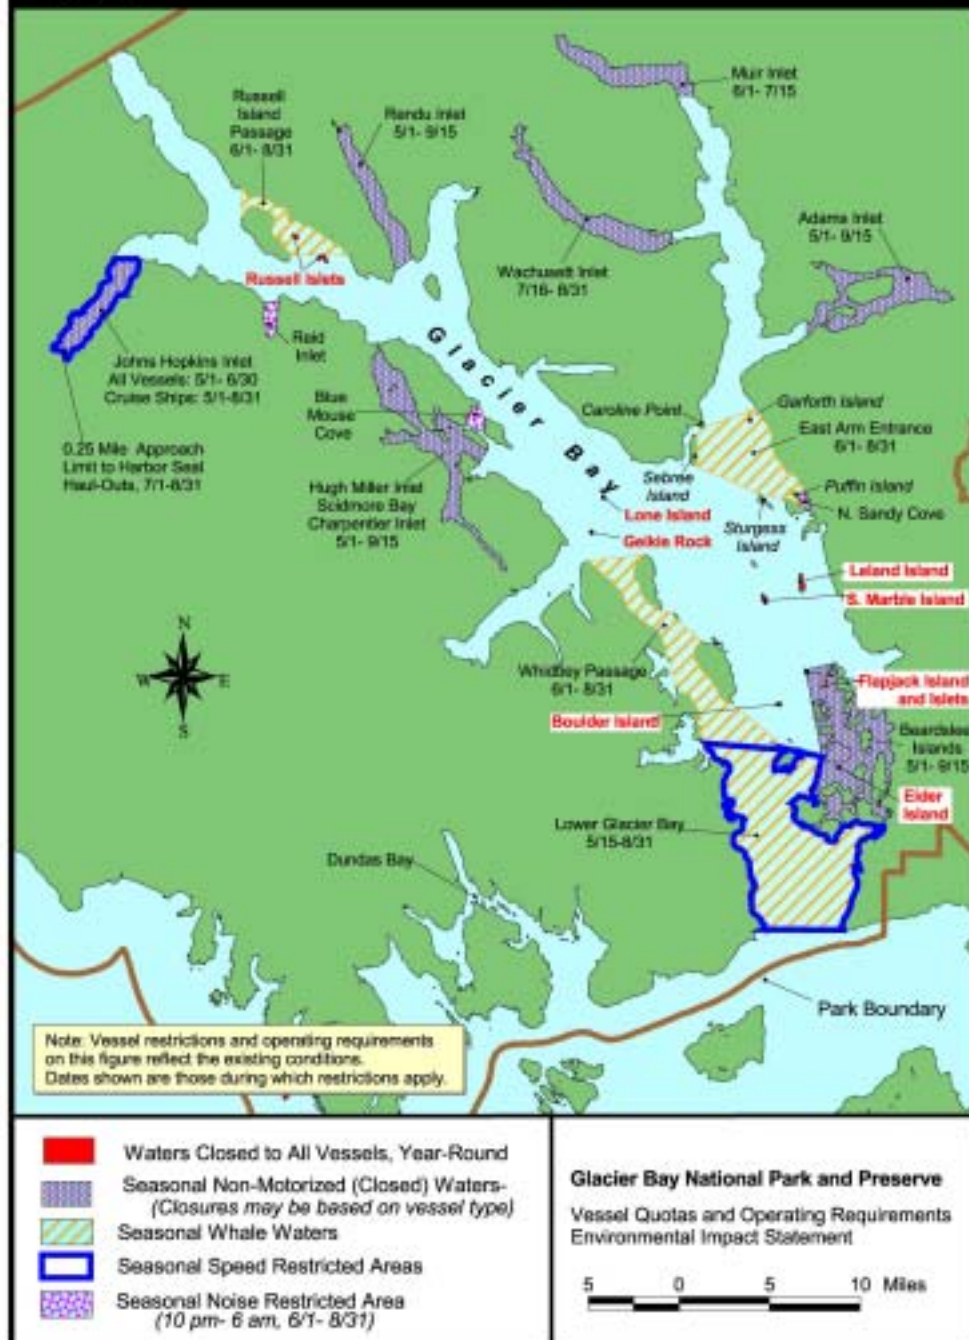 Muir Inlet
6/1- 7/15
Russell
Island
Passage
6/1- 8/31
Rendu Inlet
5/1- 9/15
Adams Inlet
5/1- 9/15
Wachusett Inlet
7/16- 8/31
Russell Islets
Reid
Inlet
Johns Hopkins Inlet
All Vessels: 5/1- 6/30
Cruise Ships: 5/1-8/31
Glacier Bay
Blue
Mouse
Cove
Caroline Point
Garforth Island
East Arm Entrance
6/1- 8/31
0.25 Mile Approach
Limit to Harbor Seal
Haul-Outs, 7/1-8/31
Sebree
Island
Puffin Island
N. Sandy Cove
Hugh Miller Inlet
Scidmore Bay
Charpentier Inlet
5/1- 9/15
Lone Island
Sturgess
Island
Geikie Rock
Leland Island
S. Marble Island
N
W
E
S
Whidbey Passage
6/1- 8/31
Flapjack Island
and Islets
Boulder Island
Beardslee
Islands
5/1- 9/15
Eider
Island
Lower Glacier Bay
5/15-8/31
Dundas Bay
Park Boundary
Note: Vessel restrictions and operating requirements
on this figure reflect the existing conditions.
Dates shown are those during which restrictions apply.
Waters Closed to All Vessels, Year-Round
Seasonal Non-Motorized (Closed) Waters-
(Closures may be based on vessel type)
Seasonal Whale Waters
Seasonal Speed Restricted Areas
Seasonal Noise Restricted Area
(10 pm- 6 am, 6/1- 8/31)
Glacier Bay National Park and Preserve
Vessel Quotas and Operating Requirements
Environmental Impact Statement
5 0 5 10 Miles